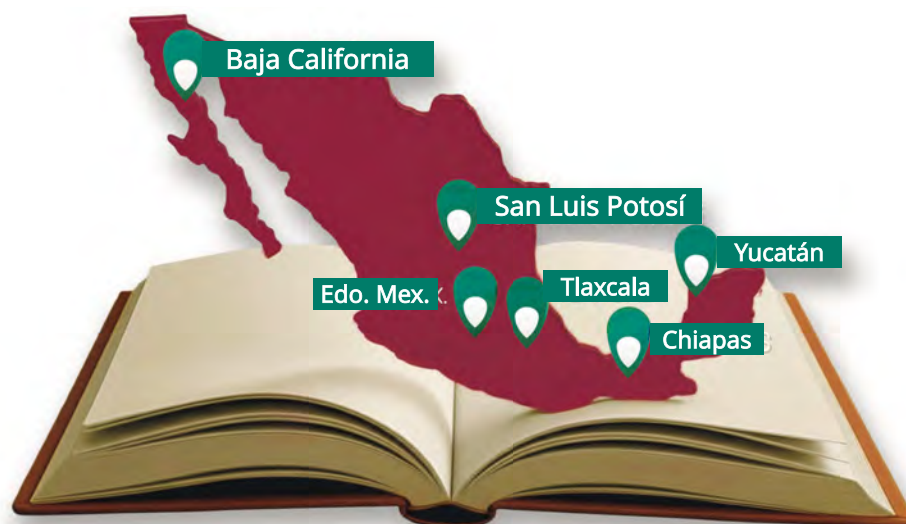 Baja California
San Luis Potosí
Yucatán
Tlaxcala
Edo. Mex.
Chiapas